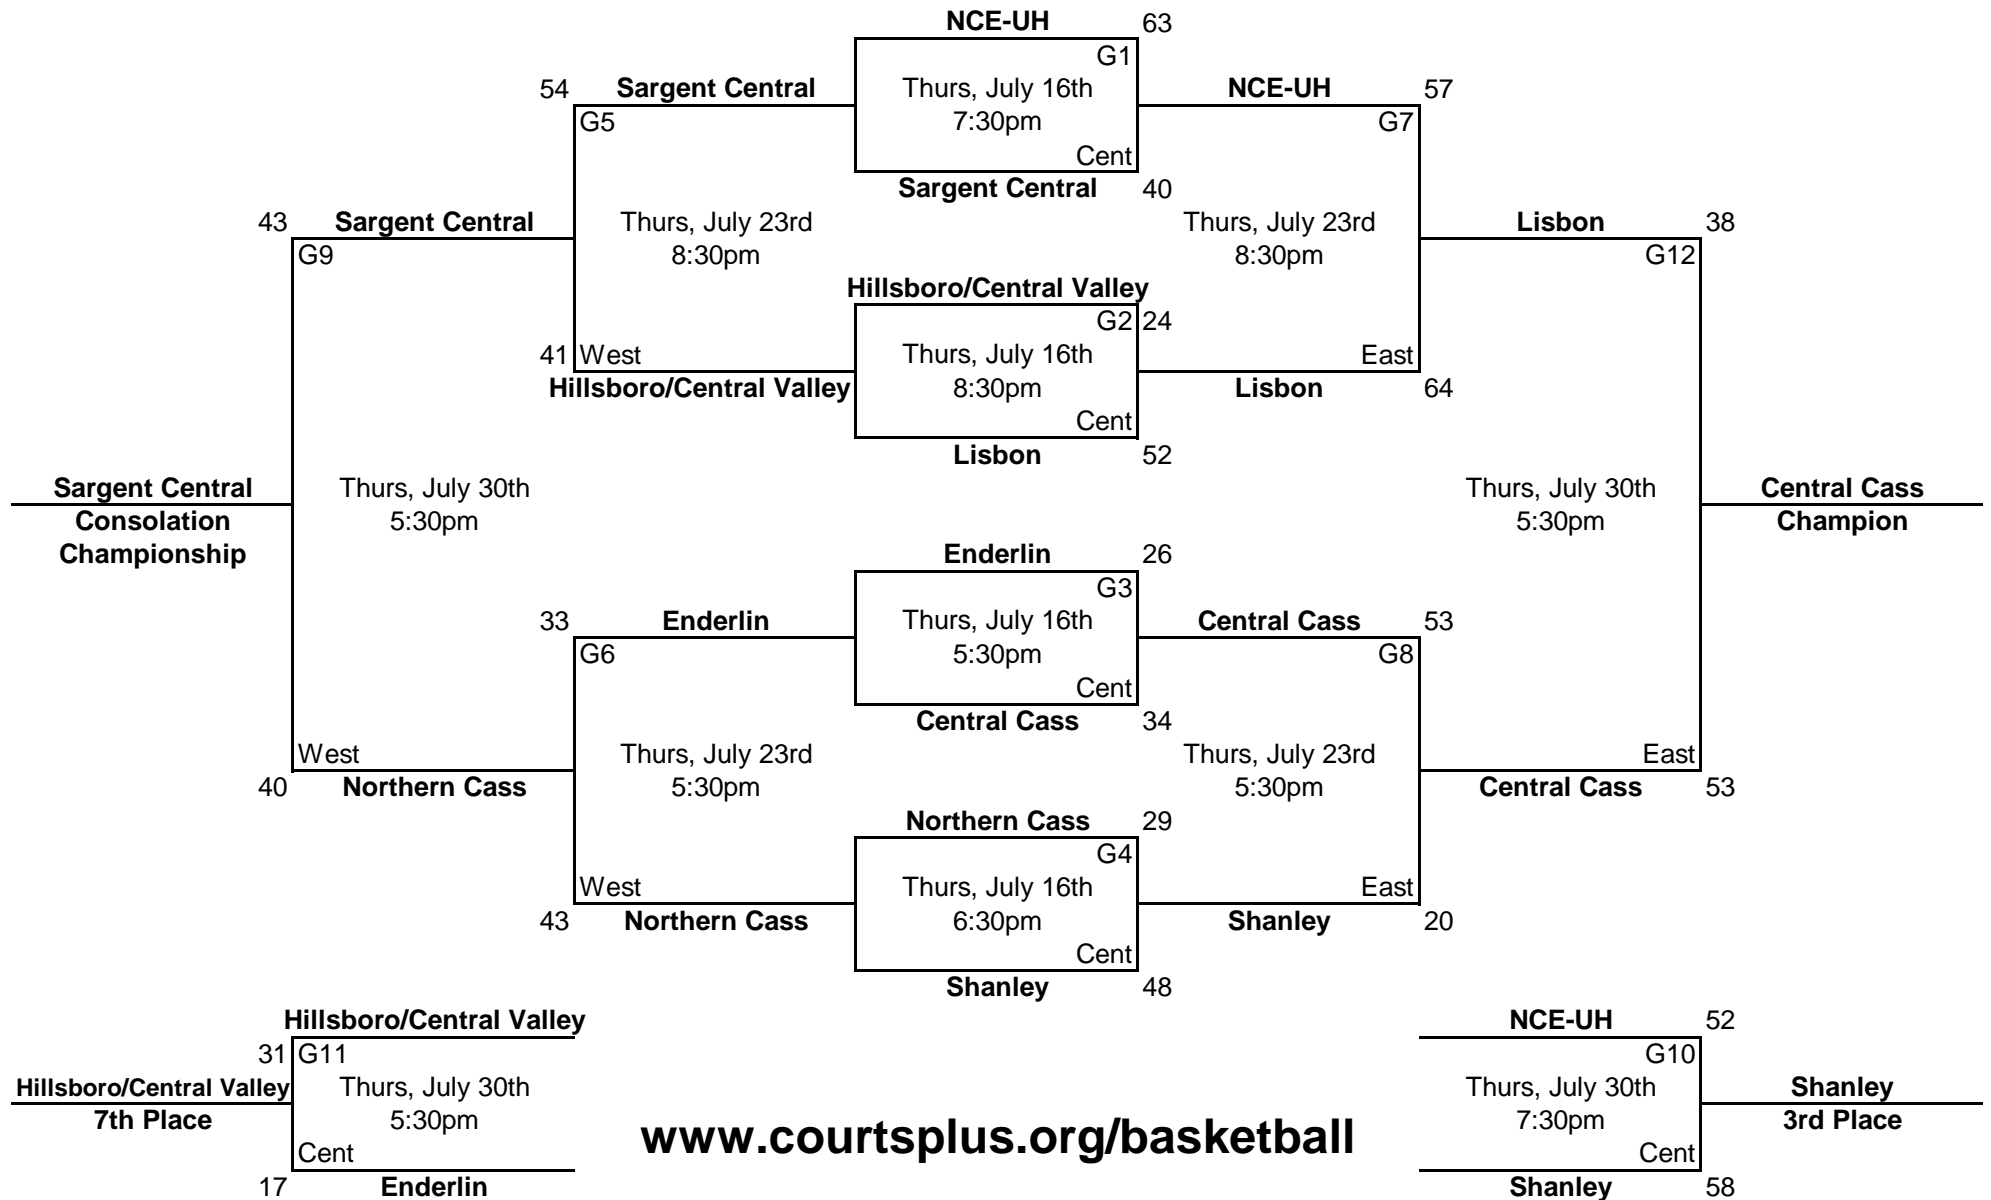 NCE-UH 63
G1
54 Sargent Central Thurs, July 16th NCE-UH 57
G5 7:30pm G7
Cent
Sargent Central 40
43 Sargent Central Thurs, July 23rd Thurs, July 23rd Lisbon 38
G9 8:30pm 8:30pm G12
Hillsboro/Central Valley
G2 24
41 West Thurs, July 16th East
Hillsboro/Central Valley 8:30pm Lisbon 64
Cent
Lisbon 52
Sargent Central Thurs, July 30th Thurs, July 30th Central Cass
Consolation 5:30pm 5:30pm Champion
Championship Enderlin 26
G3
33 Enderlin Thurs, July 16th Central Cass 53
G6 5:30pm G8
Cent
Central Cass 34
West Thurs, July 23rd Thurs, July 23rd East
40 Northern Cass 5:30pm 5:30pm Central Cass 53
Northern Cass 29
G4
West Thurs, July 16th East
43 Northern Cass 6:30pm Shanley 20
Cent
Shanley 48
Hillsboro/Central Valley NCE-UH 52
31 G11 G10
Hillsboro/Central Valley Thurs, July 30th Thurs, July 30th Shanley
7th Place 5:30pm www.courtsplus.org/basketball 7:30pm 3rd Place
Cent Cent
17 Enderlin Shanley 58